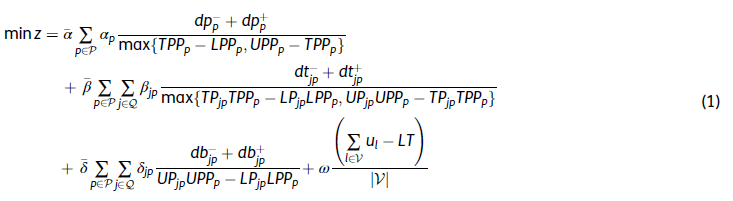 min z = ᾱ ∑_{p∈𝒫} α_p (dp_p^- + dp_p^+) / max{TPP_p − LPP_p, UPP_p − TPP_p}
+ β̄ ∑_{p∈𝒫} ∑_{j∈𝒬} β_{jp} (dt_{jp}^- + dt_{jp}^+) / max{TP_{jp}TPP_p − LP_{jp}LPP_p, UP_{jp}UPP_p − TP_{jp}TPP_p} (1)
+ δ̄ ∑_{p∈𝒫} ∑_{j∈𝒬} δ_{jp} (db_{jp}^- + db_{jp}^+) / (UP_{jp}UPP_p − LP_{jp}LPP_p) + ω (∑_{l∈𝒱} u_l − LT) / |𝒱|